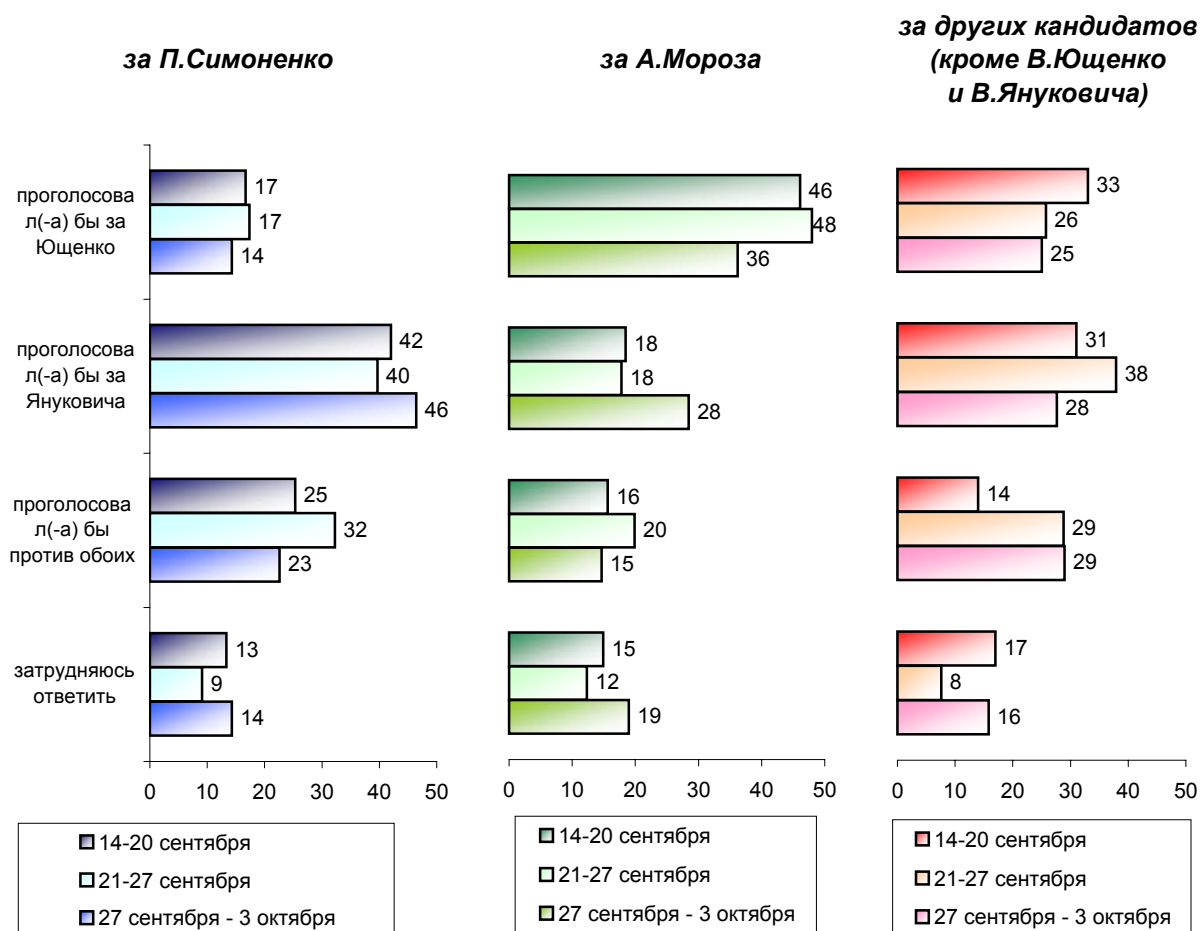 за П.Симоненко
за А.Мороза
за других кандидатов
(кроме В.Ющенко
и В.Януковича)
проголосова
л(-а) бы за
Ющенко
17
17
14
46
48
36
33
26
25
проголосова
л(-а) бы за
Януковича
42
40
46
18
18
28
31
38
28
проголосова
л(-а) бы
против обоих
25
32
23
16
20
15
14
29
29
затрудняюсь
ответить
13
9
14
15
12
19
17
8
16
0 10 20 30 40 50
0 10 20 30 40 50
0 10 20 30 40 50
14-20 сентября
21-27 сентября
27 сентября - 3 октября
14-20 сентября
21-27 сентября
27 сентября - 3 октября
14-20 сентября
21-27 сентября
27 сентября - 3 октября